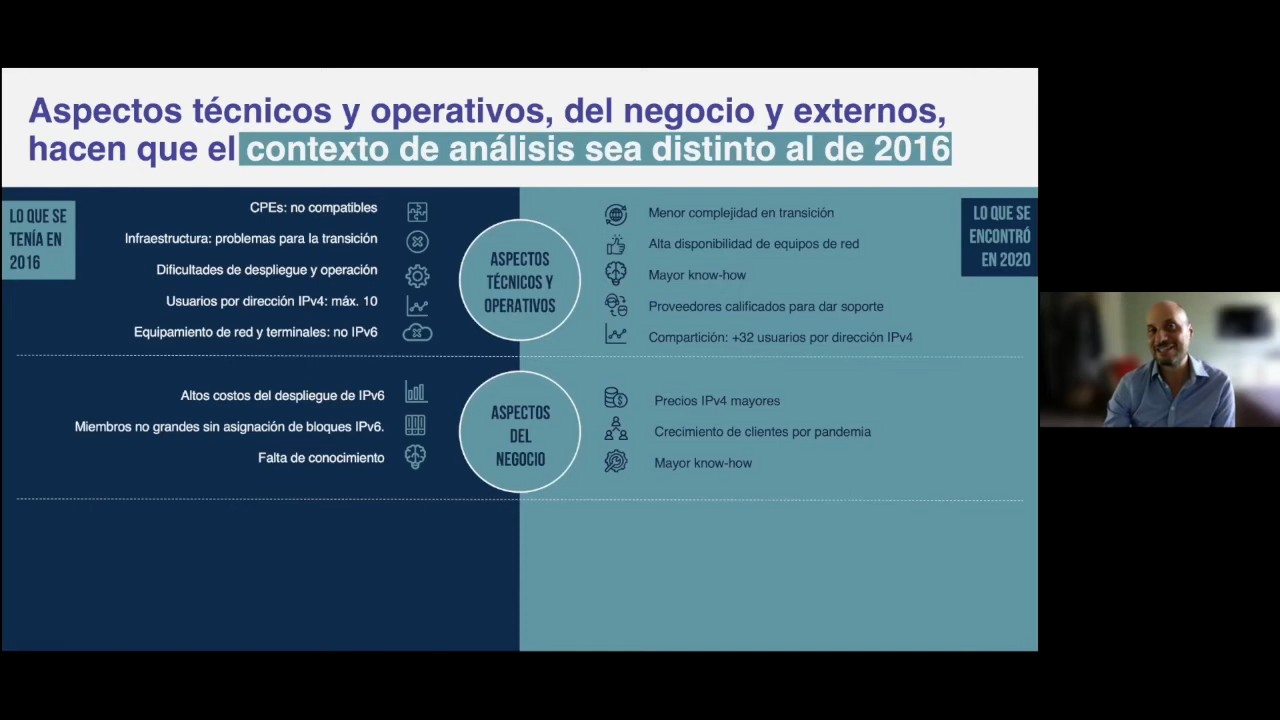 Aspectos técnicos y operativos, del negocio y externos,
hacen que el contexto de análisis sea distinto al de 2016
LO QUE SE
TENÍA EN
2016
CPEs: no compatibles
Infraestructura: problemas para la transición
Dificultades de despliegue y operación
Usuarios por dirección IPv4: máx. 10
Equipamiento de red y terminales: no IPv6
ASPECTOS
TÉCNICOS Y
OPERATIVOS
Menor complejidad en transición
Alta disponibilidad de equipos de red
Mayor know-how
Proveedores calificados para dar soporte
Compartición: +32 usuarios por dirección IPv4
LO QUE SE
ENCONTRÓ
EN 2020
Altos costos del despliegue de IPv6
Miembros no grandes sin asignación de bloques IPv6.
Falta de conocimiento
ASPECTOS
DEL
NEGOCIO
Precios IPv4 mayores
Crecimiento de clientes por pandemia
Mayor know-how